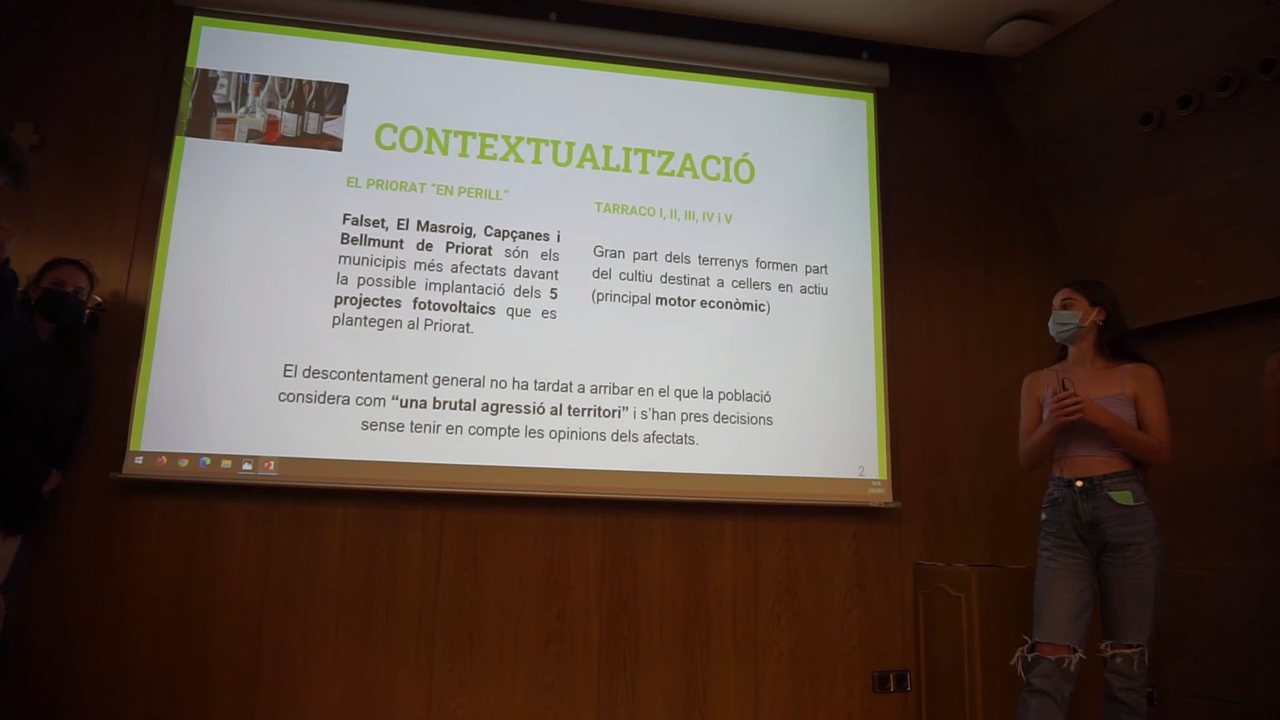 CONTEXTUALITZACIÓ
EL PRIORAT "EN PERILL"
Falset, El Masroig, Capçanes i
Bellmunt de Priorat són els
municipis més afectats davant
la possible implantació dels 5
projectes fotovoltaics que es
plantegen al Priorat.
TARRACO I, II, III, IV i V
Gran part dels terrenys formen part
del cultiu destinat a cellers en actiu
(principal motor econòmic)
El descontentament general no ha tardat a arribar en el que la població
considera com “una brutal agressió al territori” i s'han pres decisions
sense tenir en compte les opinions dels afectats.
2